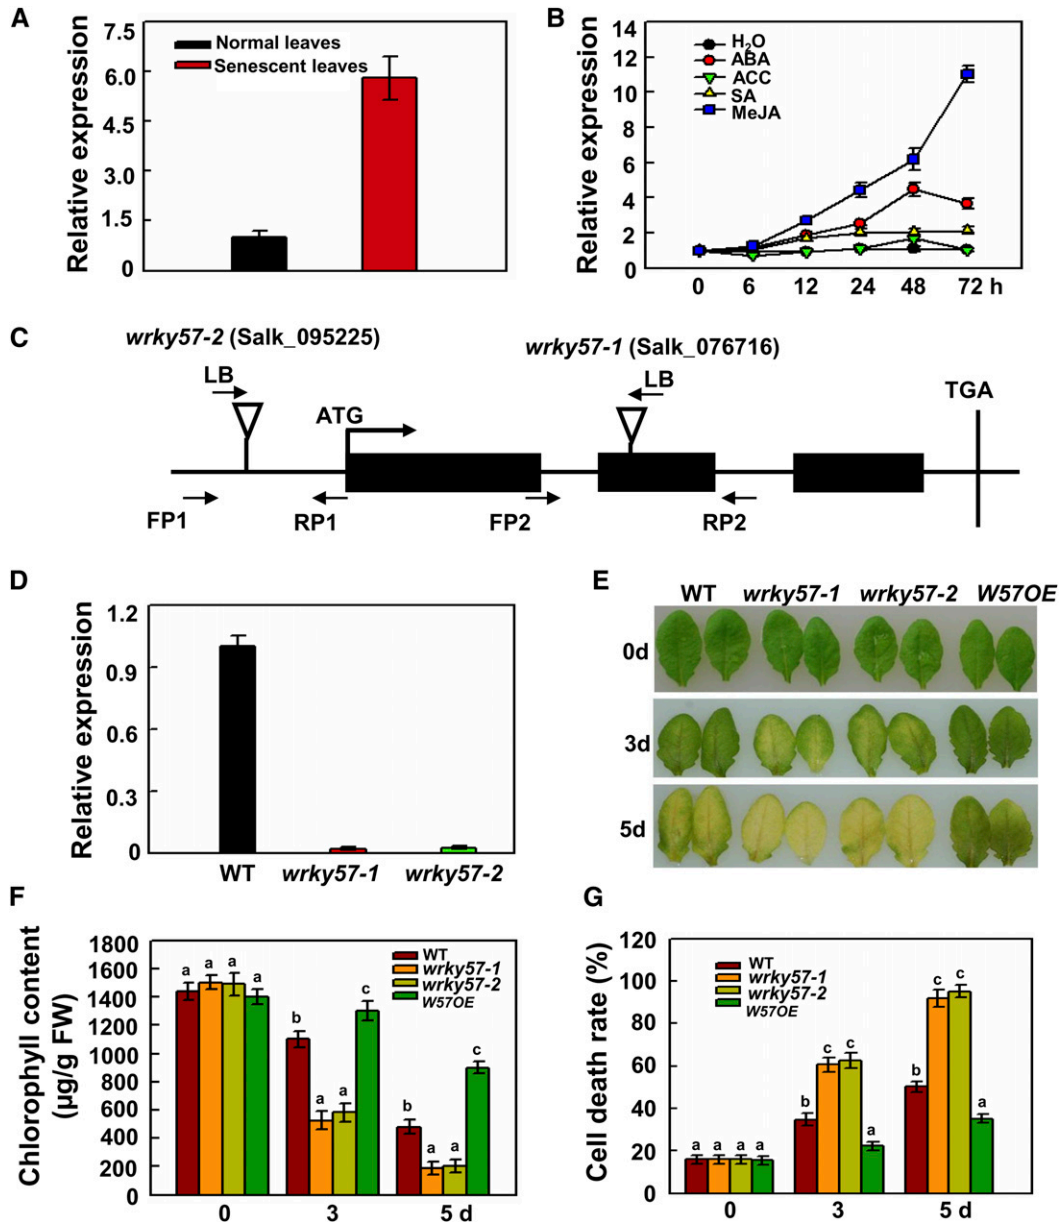 A
Relative expression
7.5
6.0
4.5
3.0
1.5
0
Normal leaves
Senescent leaves
B
Relative expression
14
12
10
8
6
4
2
0
H₂O
ABA
ACC
SA
MeJA
0 6 12 24 48 72 h
C
wrky57-2 (Salk_095225)
wrky57-1 (Salk_076716)
LB
LB
ATG
TGA
FP1
RP1
FP2
RP2
D
Relative expression
1.2
0.9
0.6
0.3
0
WT wrky57-1 wrky57-2
E
WT wrky57-1 wrky57-2 W57OE
0d
3d
5d
F
Chlorophyll content
(µg/g FW)
1800
1600
1400
1200
1000
800
600
400
200
0
WT
wrky57-1
wrky57-2
W57OE
a a a a
b a a c
b a a c
0 3 5 d
G
Cell death rate (%)
120
100
80
60
40
20
0
WT
wrky57-1
wrky57-2
W57OE
a a a a
b c c a
b c c a
0 3 5 d